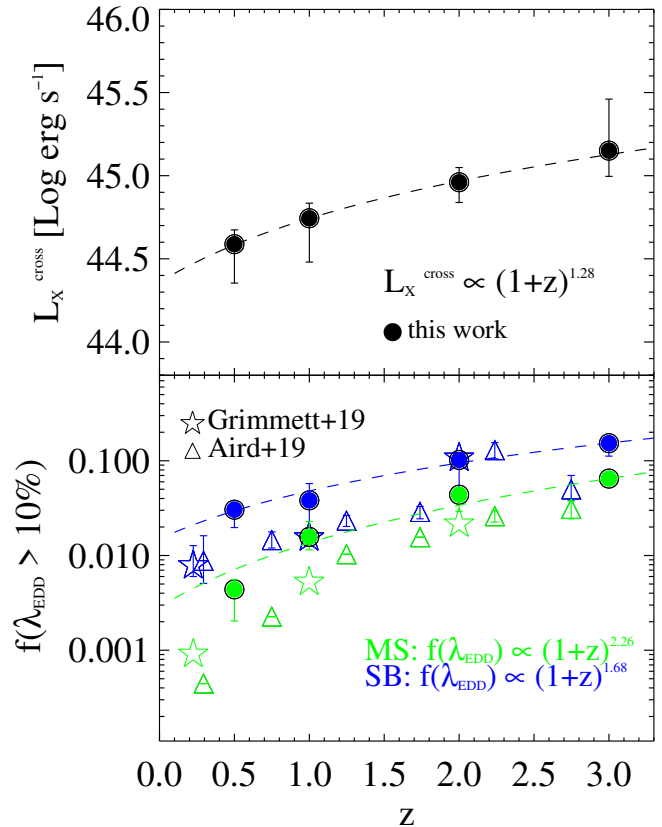 46.0
45.5
45.0
44.5
44.0
L_X^cross [Log erg s^-1]
L_X^cross ∝ (1+z)^1.28
this work
Grimmett+19
Aird+19
0.100
0.010
0.001
f(λ_EDD > 10%)
MS: f(λ_EDD) ∝ (1+z)^2.26
SB: f(λ_EDD) ∝ (1+z)^1.68
0.0 0.5 1.0 1.5 2.0 2.5 3.0
z